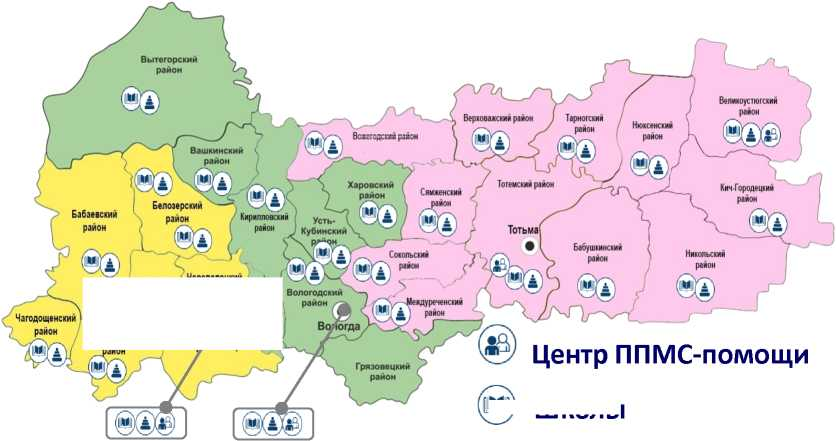 Вытегорский
район
Вашкинский
район
Бабаевский
район
Белозерский
район
Кирилловский
район
Вожегодский район
Верховажский район
Тарногский
район
Нюксенский
район
Великоустюгский
район
Харовский
район
Сямженский
район
Тотемский район
Кич-Городецкий
район
Усть-
Кубинский
район
Тотьма
Сокольский
район
Бабушкинский
район
Никольский
район
Вологодский
район
Междуреченский
район
Вологда
Чагодощенский
район
район
Грязовецкий
район
Центр ППМС-помощи